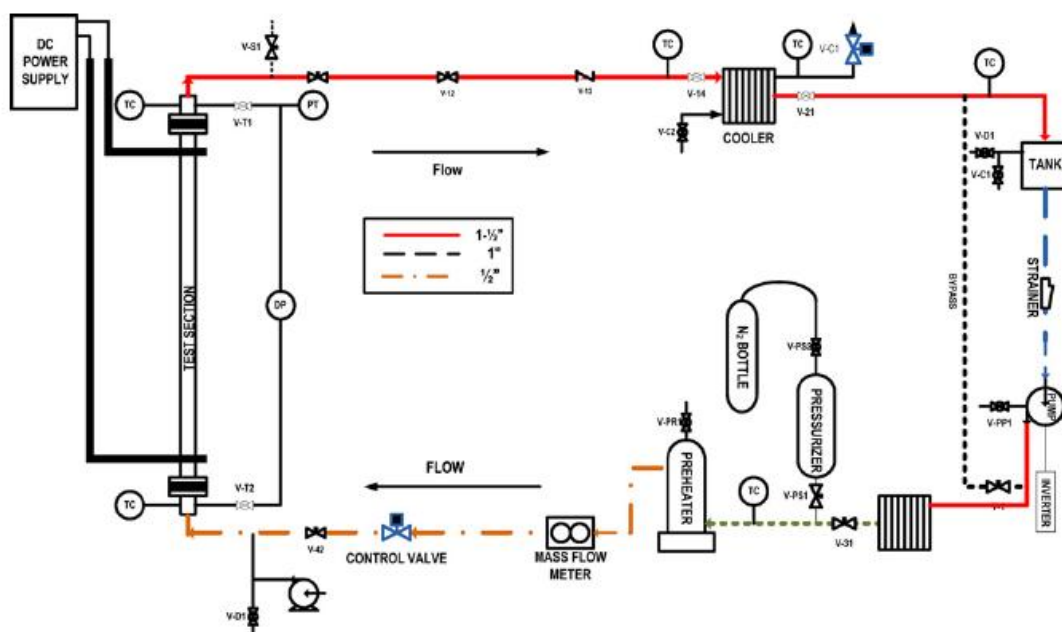 DC
POWER
SUPPLY
V-S1
TC
V-C1
TC
TC
TC
V-T1
PT
V-12
V-13
V-14
V-21
V-C2
COOLER
V-D1
V-C1
TANK
Flow
1-½"
1"
½"
TEST SECTION
DP
BYPASS
STRAINER
N₂ BOTTLE
V-PS3
PRESSURIZER
V-PR1
PREHEATER
V-PP1
PUMP
INVERTER
FLOW
V-T2
TC
TC
V-PS1
V-31
V-42
CONTROL VALVE
MASS FLOW
METER
V-D1